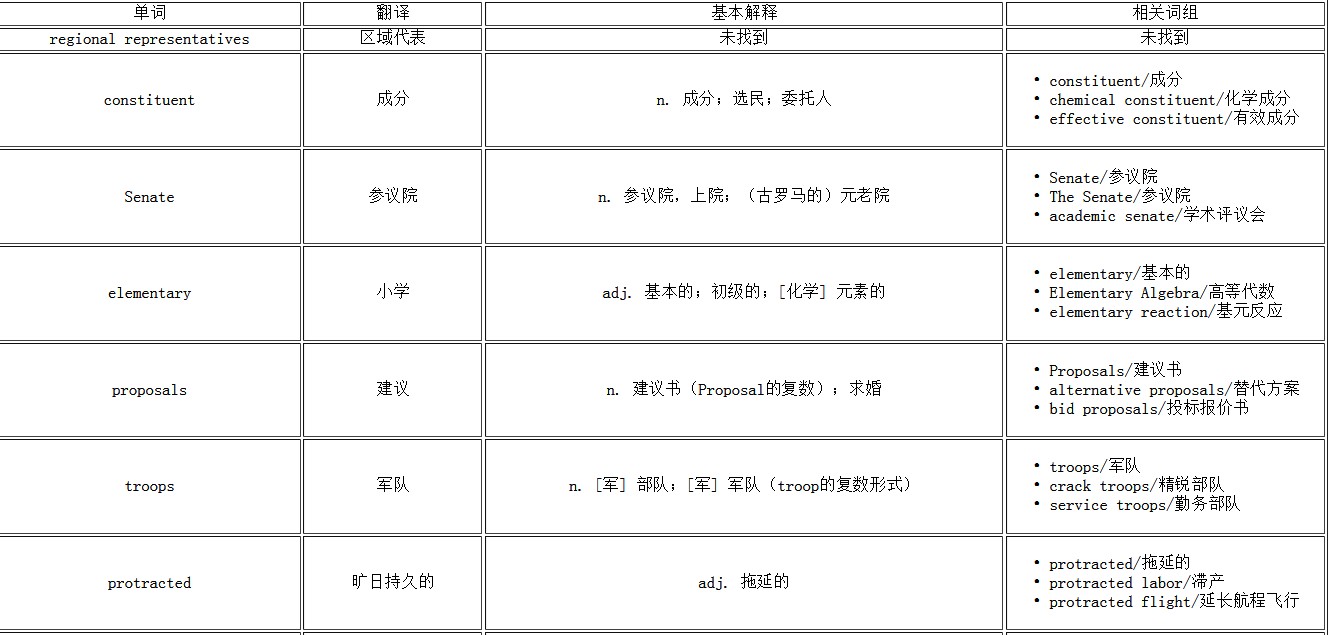 单词 翻译 基本解释 相关词组
regional representatives 区域代表 未找到 未找到
constituent 成分 n. 成分；选民；委托人
• constituent/成分
• chemical constituent/化学成分
• effective constituent/有效成分
Senate 参议院 n. 参议院，上院；（古罗马的）元老院
• Senate/参议院
• The Senate/参议院
• academic senate/学术评议会
elementary 小学 adj. 基本的；初级的；[化学] 元素的
• elementary/基本的
• Elementary Algebra/高等代数
• elementary reaction/基元反应
proposals 建议 n. 建议书（Proposal的复数）；求婚
• Proposals/建议书
• alternative proposals/替代方案
• bid proposals/投标报价书
troops 军队 n. [军] 部队；[军] 军队（troop的复数形式）
• troops/军队
• crack troops/精锐部队
• service troops/勤务部队
protracted 旷日持久的 adj. 拖延的
• protracted/拖延的
• protracted labor/滞产
• protracted flight/延长航程飞行